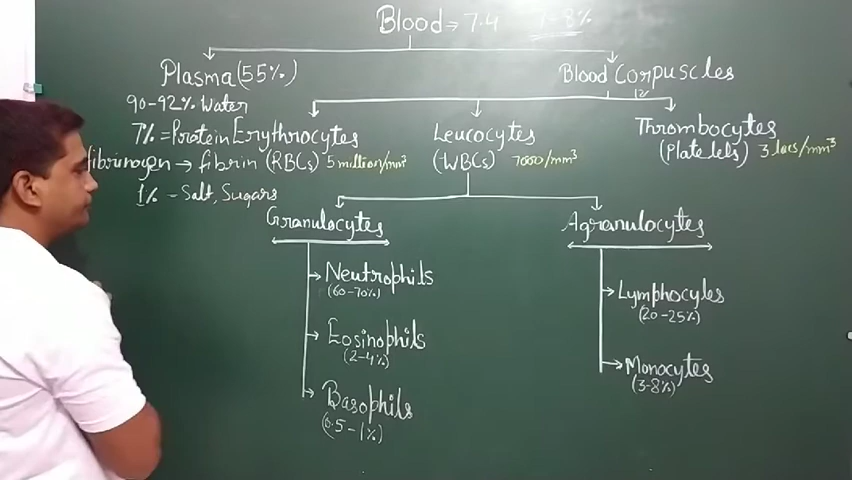 Blood → 7.4 7-8%
Plasma (55%)
Blood Corpuscles
90-92% Water
7% = Protein
fibrinogen → fibrin
1% - Salt, Sugars
Erythrocytes
(RBCs) 5 million/mm³
Leucocytes
(WBCs) 7000/mm³
Thrombocytes
(Platelets) 3 lacs/mm³
Granulocytes
Neutrophils
(60-70%)
Eosinophils
(2-4%)
Basophils
(0.5-1%)
Agranulocytes
Lymphocytes
(20-25%)
Monocytes
(3-8%)